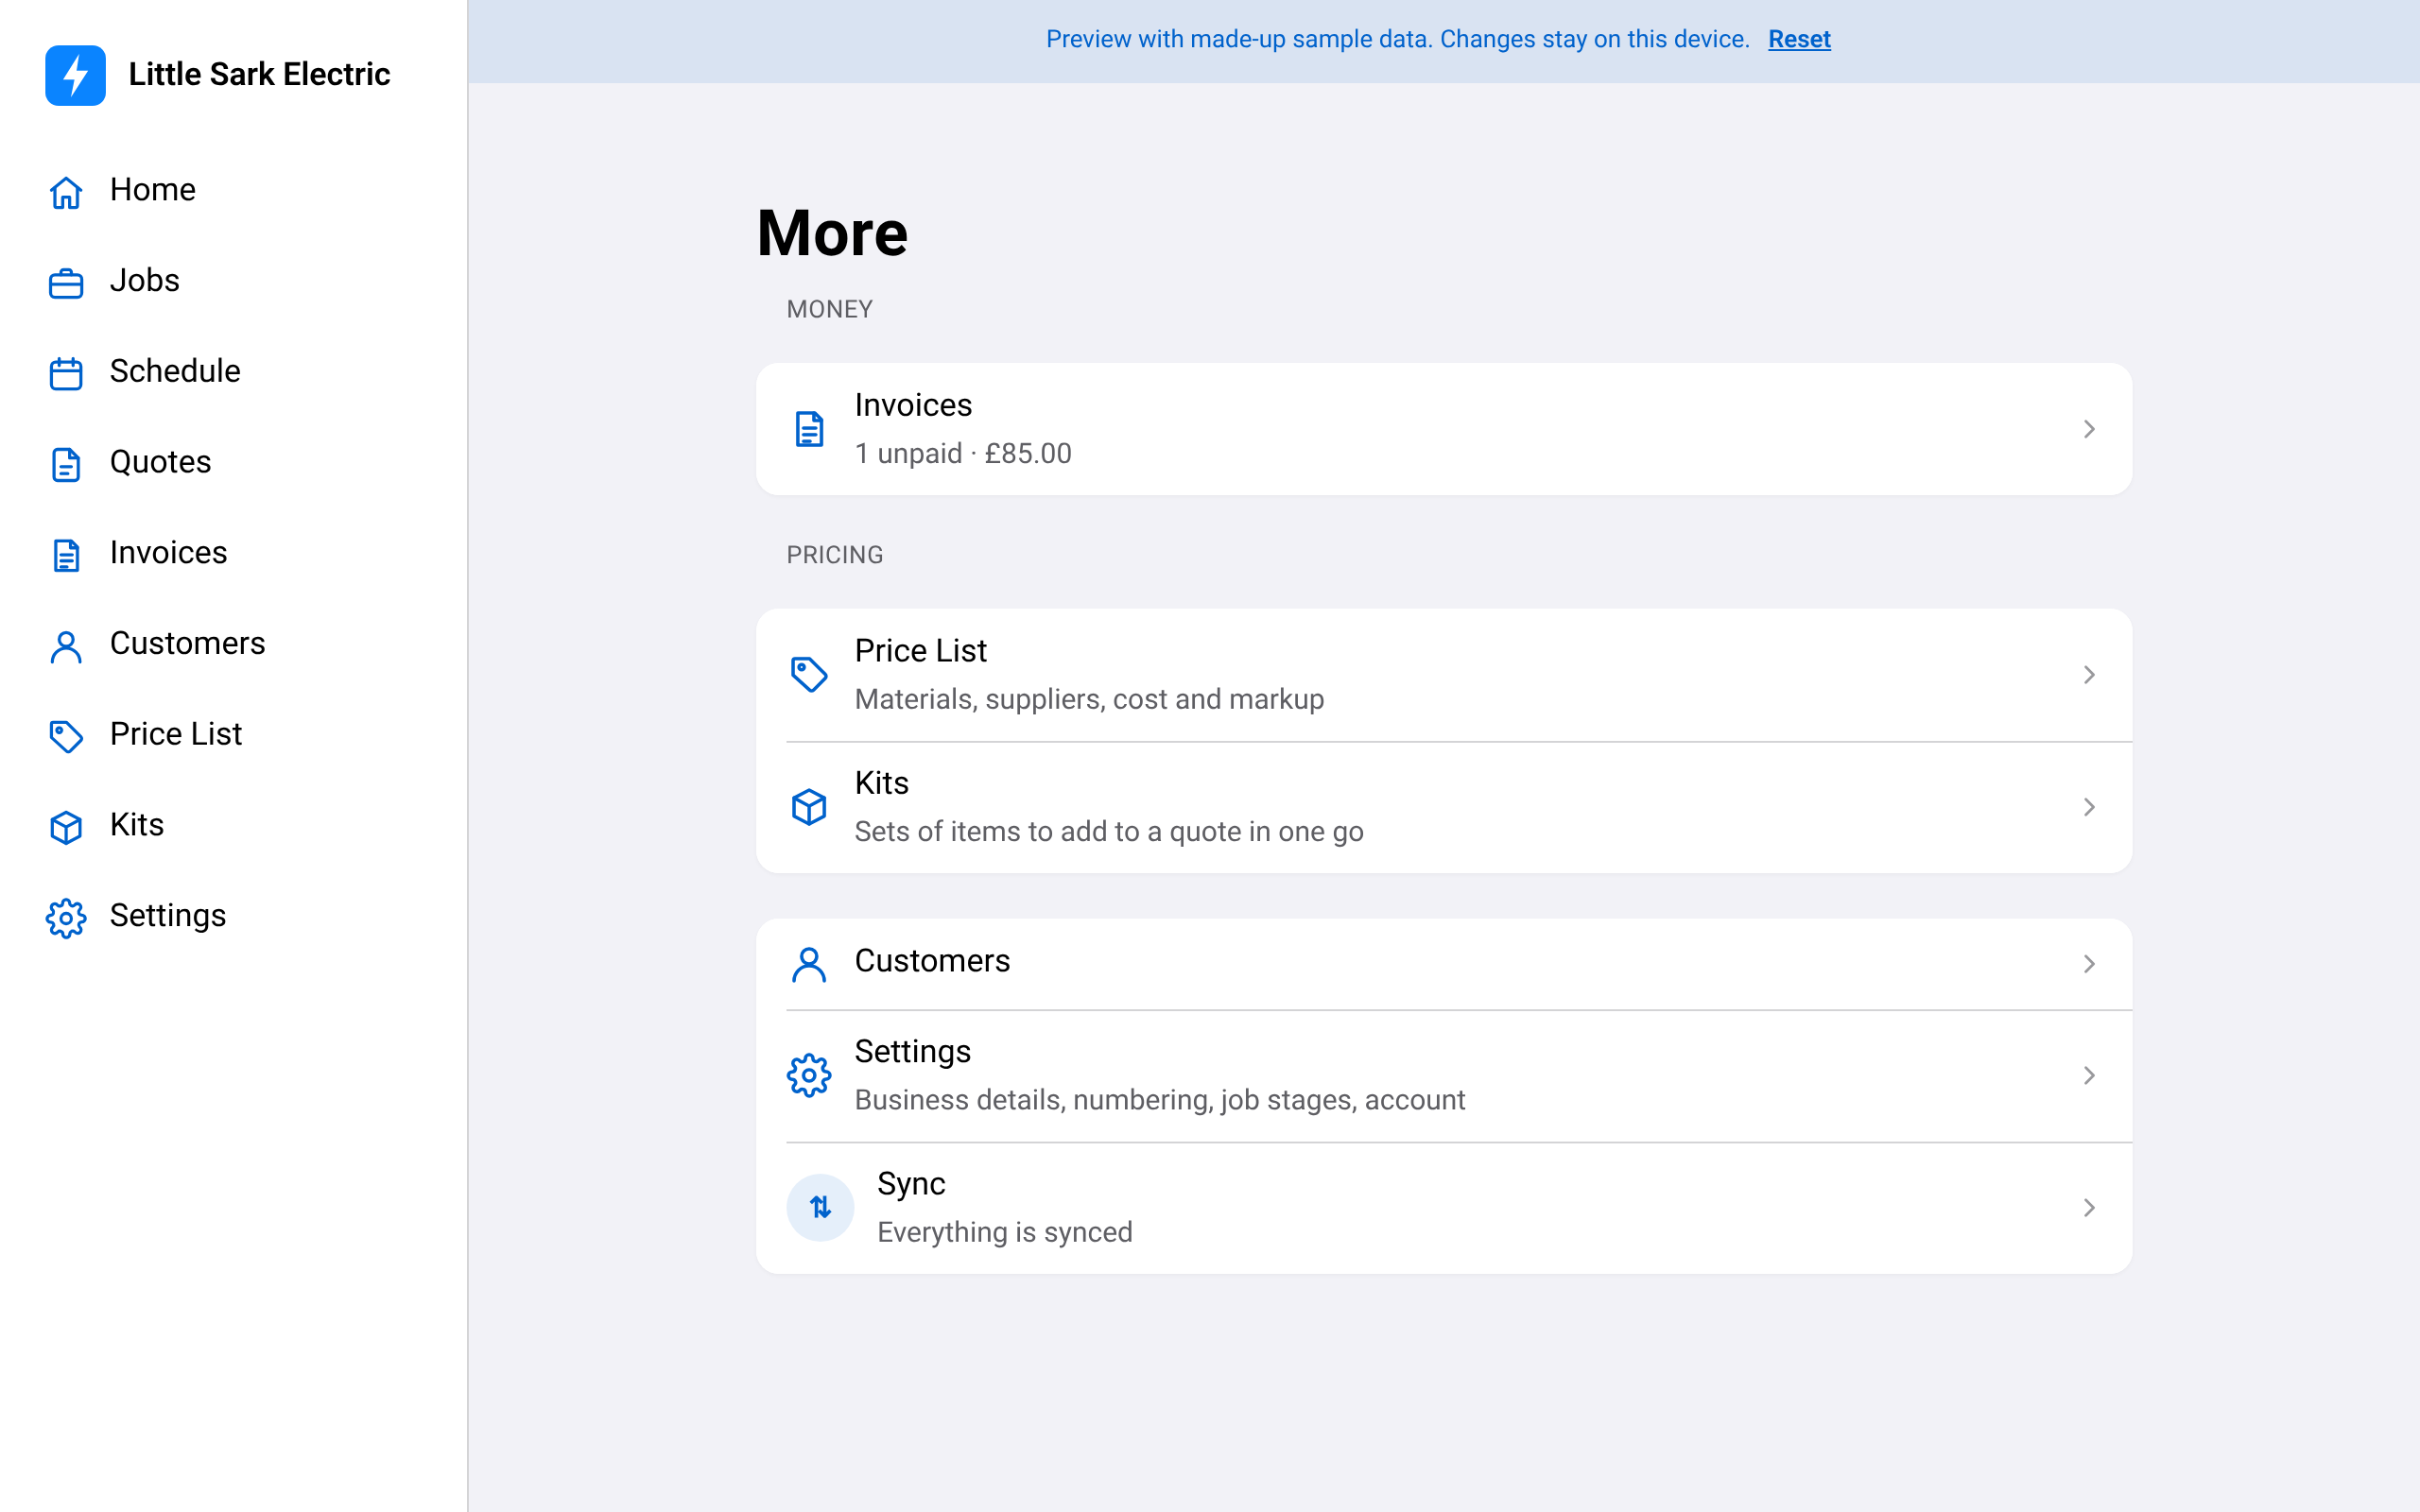 Little Sark Electric
Home
Jobs
Schedule
Quotes
Invoices
Customers
Price List
Kits
Settings
Preview with made-up sample data. Changes stay on this device. Reset
More
MONEY
Invoices
1 unpaid · £85.00
PRICING
Price List
Materials, suppliers, cost and markup
Kits
Sets of items to add to a quote in one go
Customers
Settings
Business details, numbering, job stages, account
Sync
Everything is synced